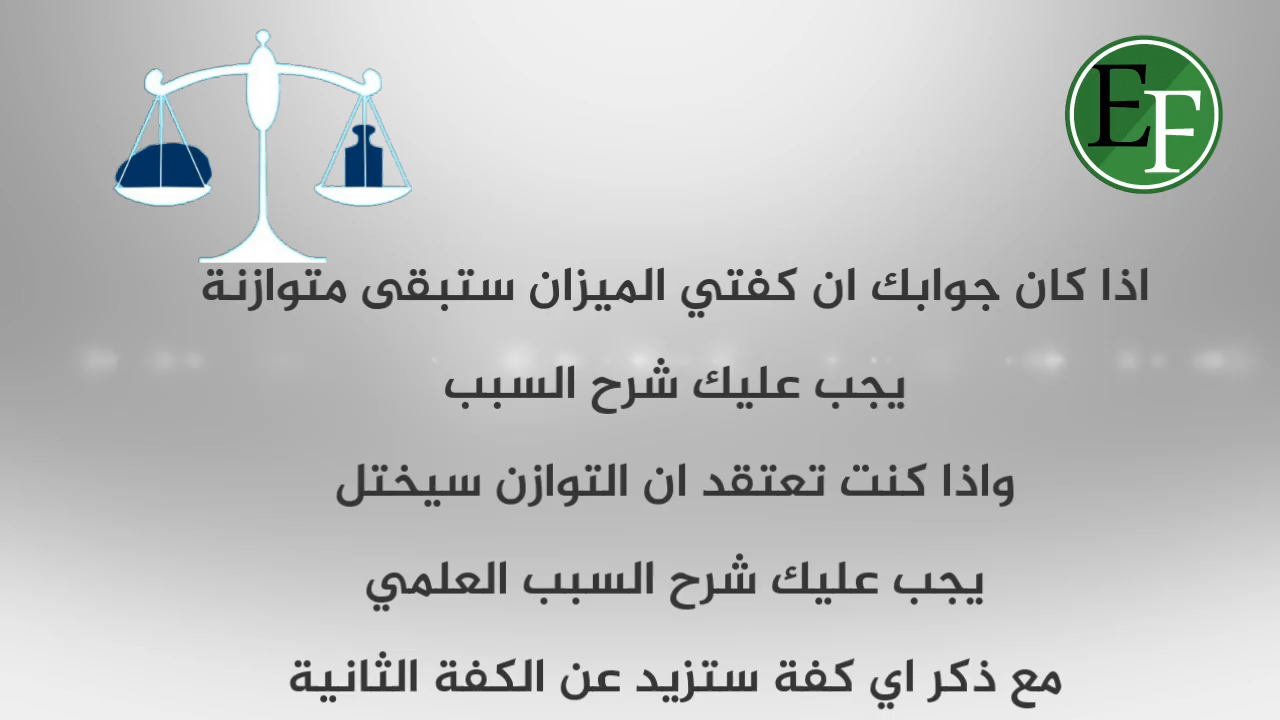 EF
اذا كان جوابك ان كفتي الميزان ستبقى متوازنة
يجب عليك شرح السبب
واذا كنت تعتقد ان التوازن سيختل
يجب عليك شرح السبب العلمي
مع ذكر اي كفة ستزيد عن الكفة الثانية